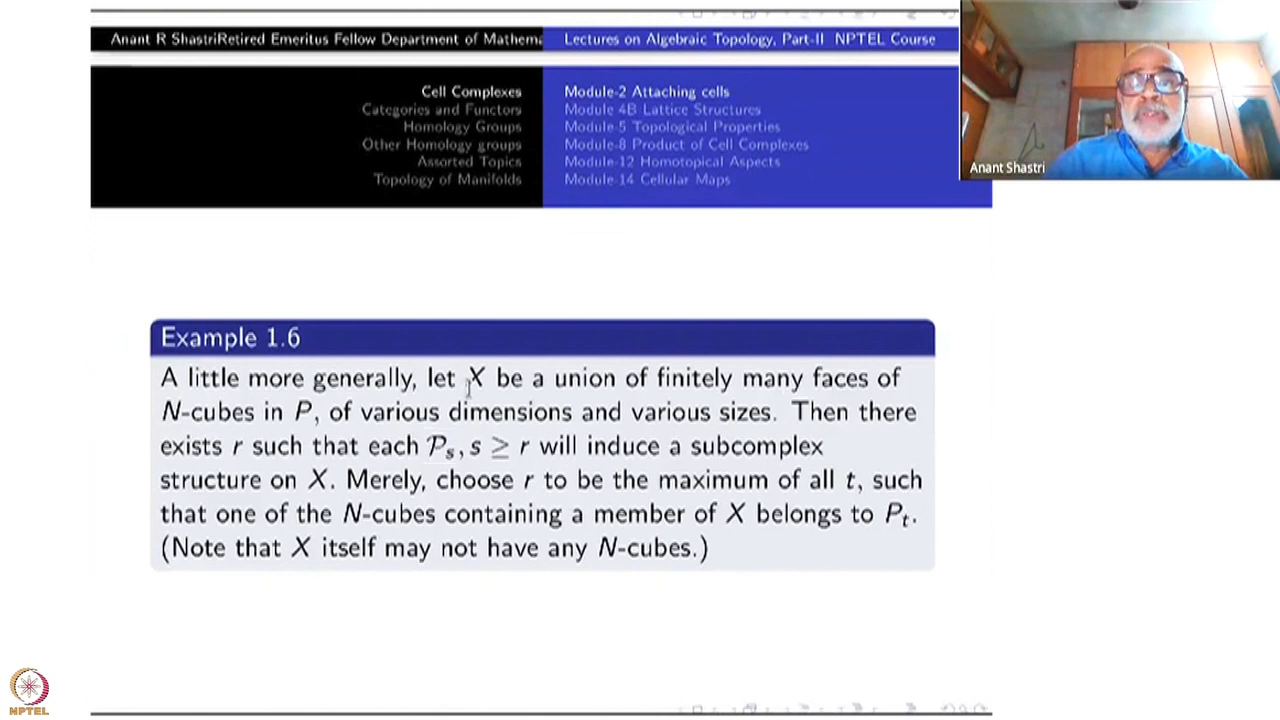 Anant R ShastriRetired Emeritus Fellow Department of Mathema
Lectures on Algebraic Topology, Part-II NPTEL Course
Cell Complexes
Categories and Functors
Homology Groups
Other Homology groups
Assorted Topics
Topology of Manifolds
Module-2 Attaching cells
Module 4B Lattice Structures
Module-5 Topological Properties
Module-8 Product of Cell Complexes
Module-12 Homotopical Aspects
Module-14 Cellular Maps
Anant Shastri
Example 1.6
A little more generally, let X be a union of finitely many faces of
N-cubes in P, of various dimensions and various sizes. Then there
exists r such that each 𝒫ₛ, s ≥ r will induce a subcomplex
structure on X. Merely, choose r to be the maximum of all t, such
that one of the N-cubes containing a member of X belongs to Pₜ.
(Note that X itself may not have any N-cubes.)
NPTEL